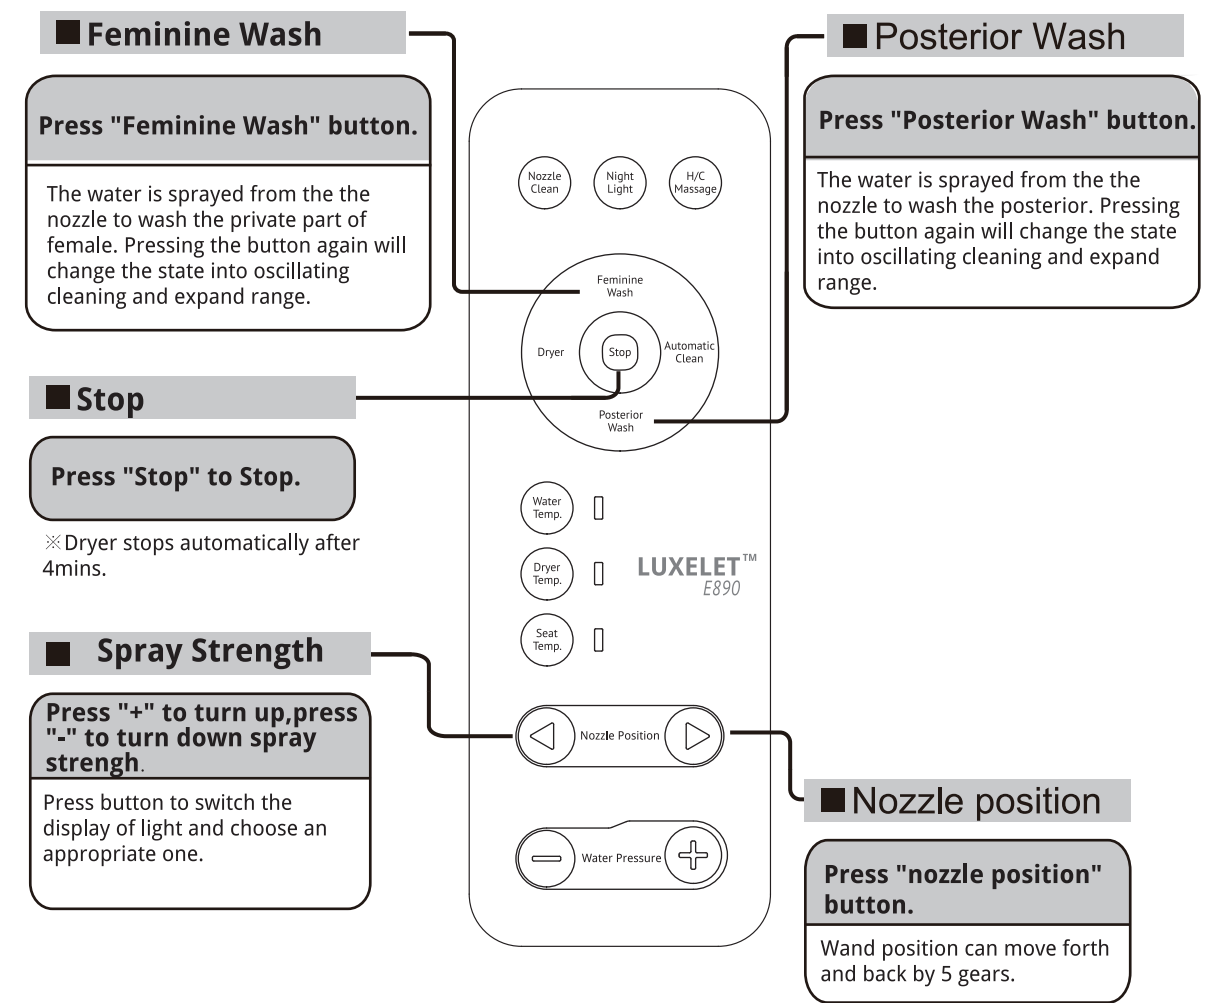 ■ Feminine Wash
Press "Feminine Wash" button.
The water is sprayed from the the
nozzle to wash the private part of
female. Pressing the button again will
change the state into oscillating
cleaning and expand range.
■ Stop
Press "Stop" to Stop.
※Dryer stops automatically after
4mins.
■ Spray Strength
Press "+" to turn up,press
"-" to turn down spray
strengh.
Press button to switch the
display of light and choose an
appropriate one.
Nozzle
Clean
Night
Light
H/C
Massage
Feminine
Wash
Dryer
Stop
Automatic
Clean
Posterior
Wash
Water
Temp.
Dryer
Temp.
LUXELET™
E890
Seat
Temp.
Nozzle Position
Water Pressure
■ Posterior Wash
Press "Posterior Wash" button.
The water is sprayed from the the
nozzle to wash the posterior. Pressing
the button again will change the state
into oscillating cleaning and expand
range.
■ Nozzle position
Press "nozzle position"
button.
Wand position can move forth
and back by 5 gears.